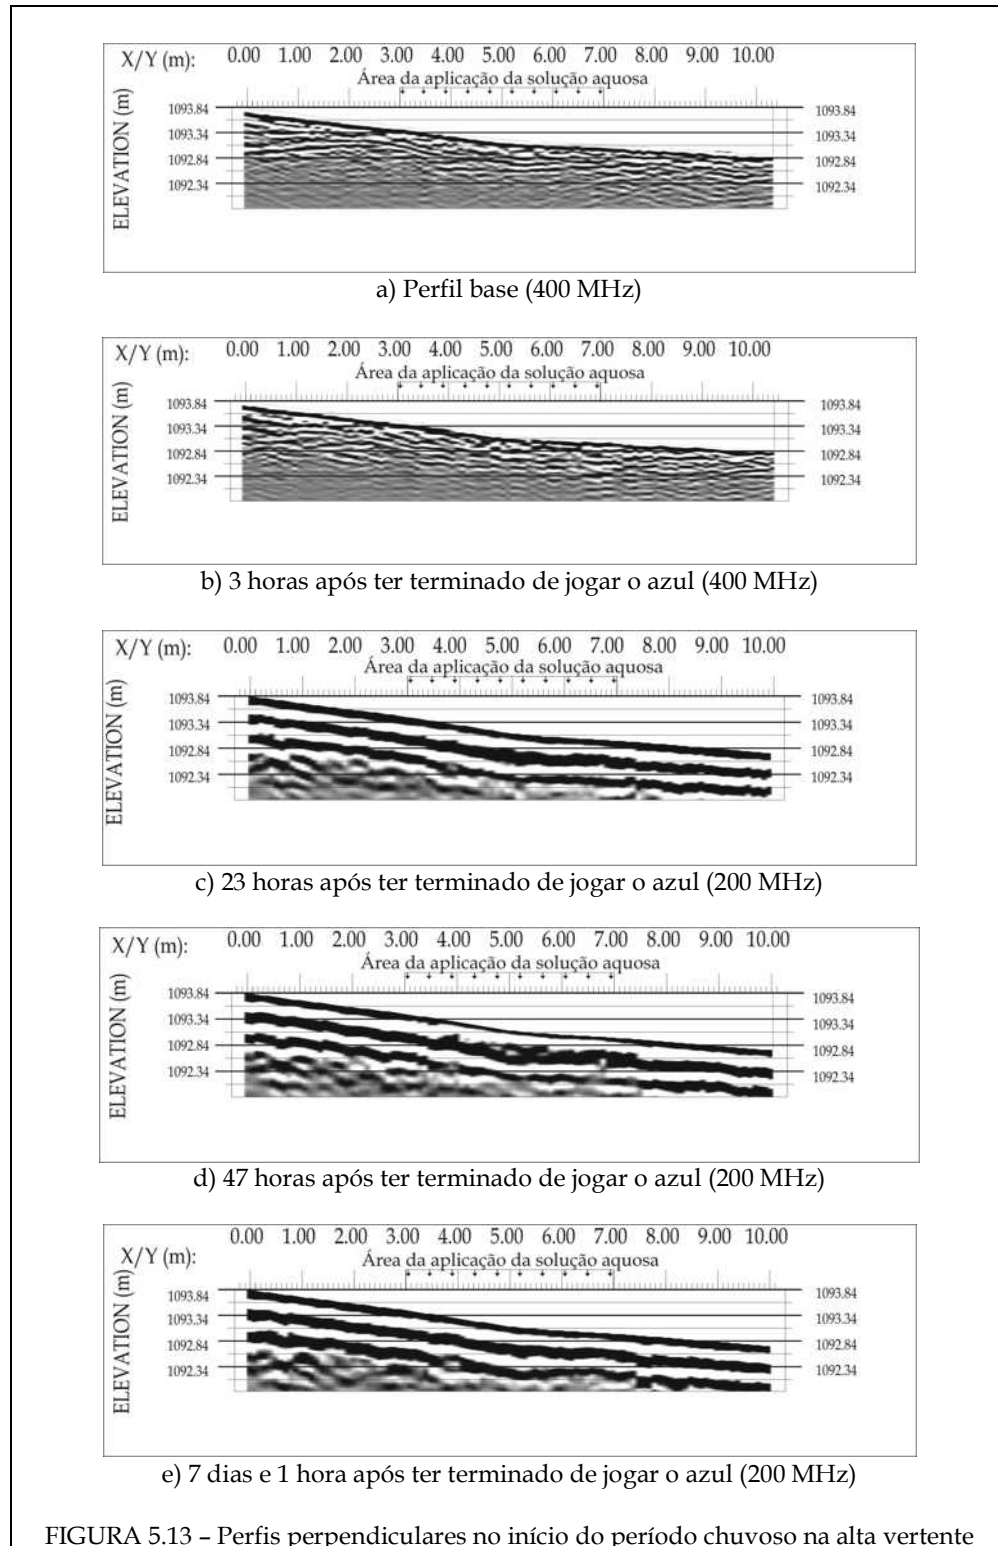 X/Y (m): 0.00 1.00 2.00 3.00 4.00 5.00 6.00 7.00 8.00 9.00 10.00
Área da aplicação da solução aquosa
ELEVATION (m)
1093.84 1093.84
1093.34 1093.34
1092.84 1092.84
1092.34 1092.34
a) Perfil base (400 MHz)
X/Y (m): 0.00 1.00 2.00 3.00 4.00 5.00 6.00 7.00 8.00 9.00 10.00
Área da aplicação da solução aquosa
ELEVATION (m)
1093.84 1093.84
1093.34 1093.34
1092.84 1092.84
1092.34 1092.34
b) 3 horas após ter terminado de jogar o azul (400 MHz)
X/Y (m): 0.00 1.00 2.00 3.00 4.00 5.00 6.00 7.00 8.00 9.00 10.00
Área da aplicação da solução aquosa
ELEVATION (m)
1093.84 1093.84
1093.34 1093.34
1092.84 1092.84
1092.34 1092.34
c) 23 horas após ter terminado de jogar o azul (200 MHz)
X/Y (m): 0.00 1.00 2.00 3.00 4.00 5.00 6.00 7.00 8.00 9.00 10.00
Área da aplicação da solução aquosa
ELEVATION (m)
1093.84 1093.84
1093.34 1093.34
1092.84 1092.84
1092.34 1092.34
d) 47 horas após ter terminado de jogar o azul (200 MHz)
X/Y (m): 0.00 1.00 2.00 3.00 4.00 5.00 6.00 7.00 8.00 9.00 10.00
Área da aplicação da solução aquosa
ELEVATION (m)
1093.84 1093.84
1093.34 1093.34
1092.84 1092.84
1092.34 1092.34
e) 7 dias e 1 hora após ter terminado de jogar o azul (200 MHz)
FIGURA 5.13 – Perfis perpendiculares no início do período chuvoso na alta vertente